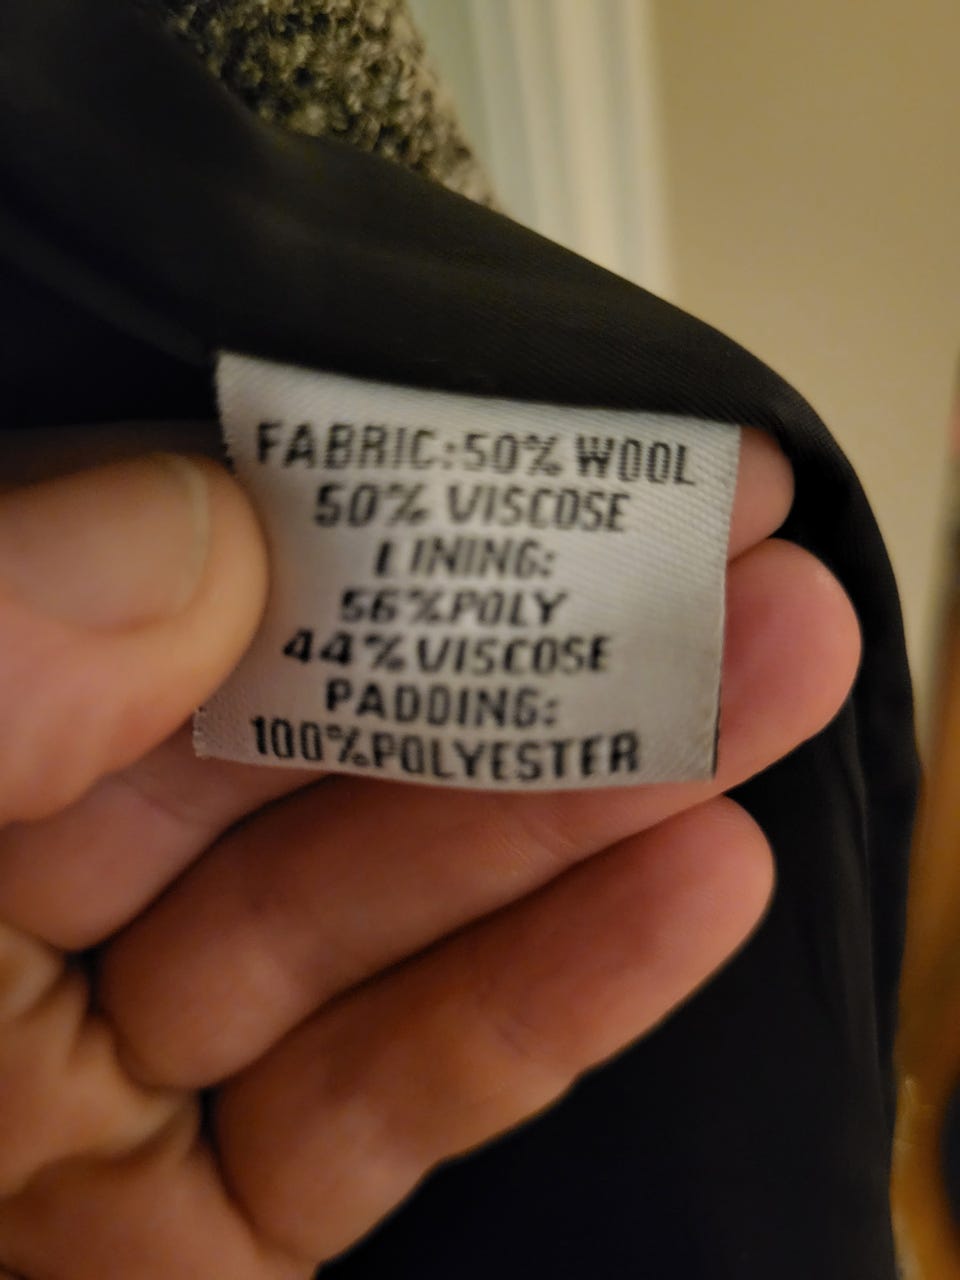 FABRIC:50% WOOL
50% VISCOSE
LINING:
56%POLY
44%VISCOSE
PADDING:
100%POLYESTER